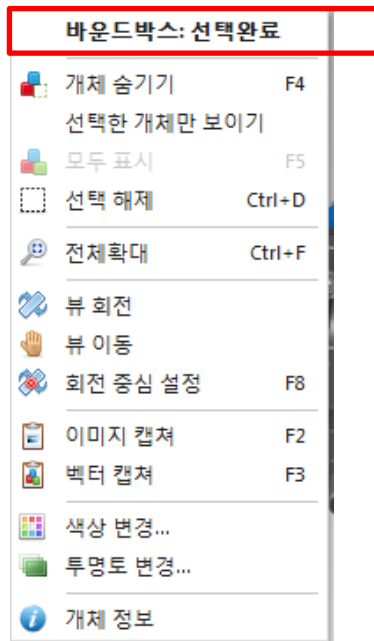 바운드박스: 선택완료
개체 숨기기 F4
선택한 개체만 보이기
모두 표시 F5
선택 해제 Ctrl+D
전체확대 Ctrl+F
뷰 회전
뷰 이동
회전 중심 설정 F8
이미지 캡쳐 F2
벡터 캡쳐 F3
색상 변경...
투명토 변경...
개체 정보